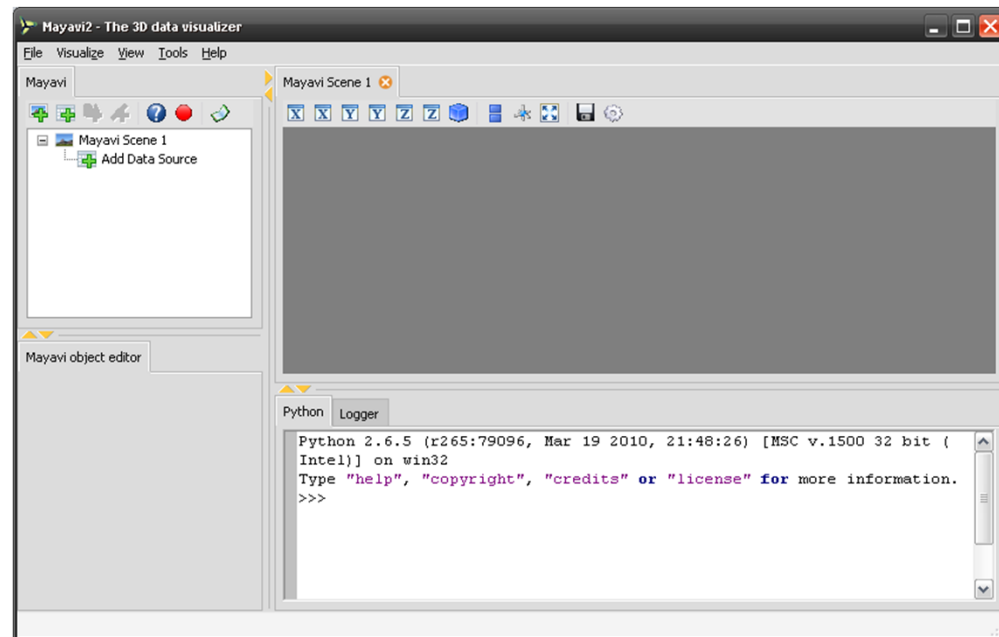 Mayavi2 - The 3D data visualizer
File Visualize View Tools Help
Mayavi
Mayavi Scene 1
Add Data Source
Mayavi object editor
Mayavi Scene 1
X X Y Y Z Z
Python Logger
Python 2.6.5 (r265:79096, Mar 19 2010, 21:48:26) [MSC v.1500 32 bit (
Intel)] on win32
Type "help", "copyright", "credits" or "license" for more information.
>>>